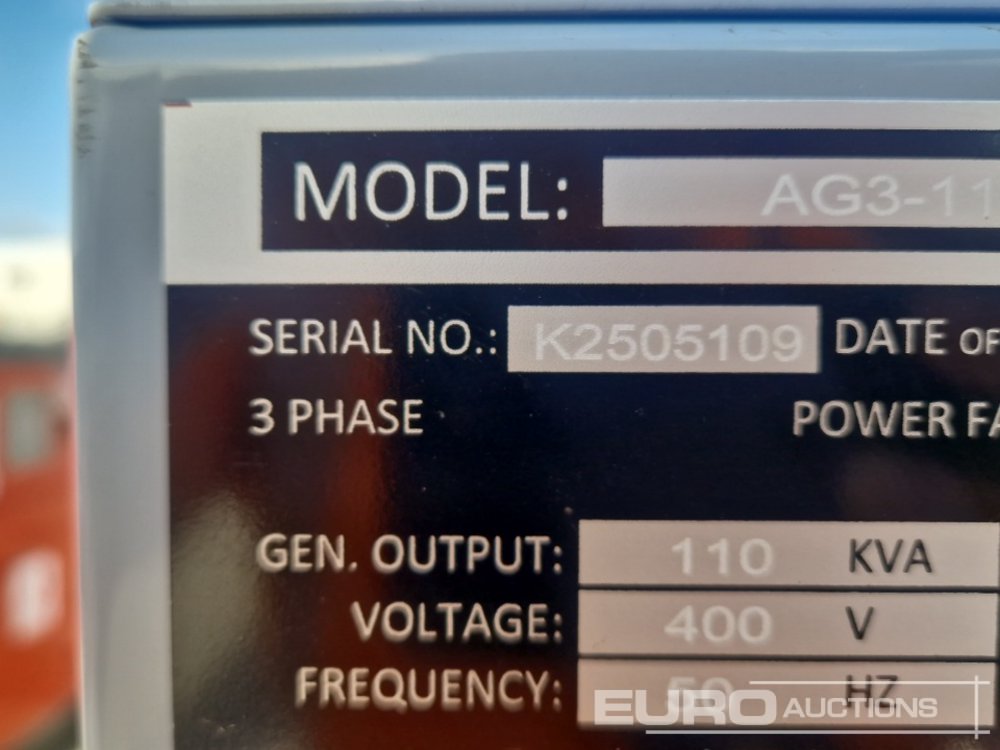 MODEL: AG3-11
SERIAL NO.: K2505109 DATE OF
3 PHASE POWER FA
GEN. OUTPUT: 110 KVA
VOLTAGE: 400 V
FREQUENCY: 50 HZ
EURO AUCTIONS